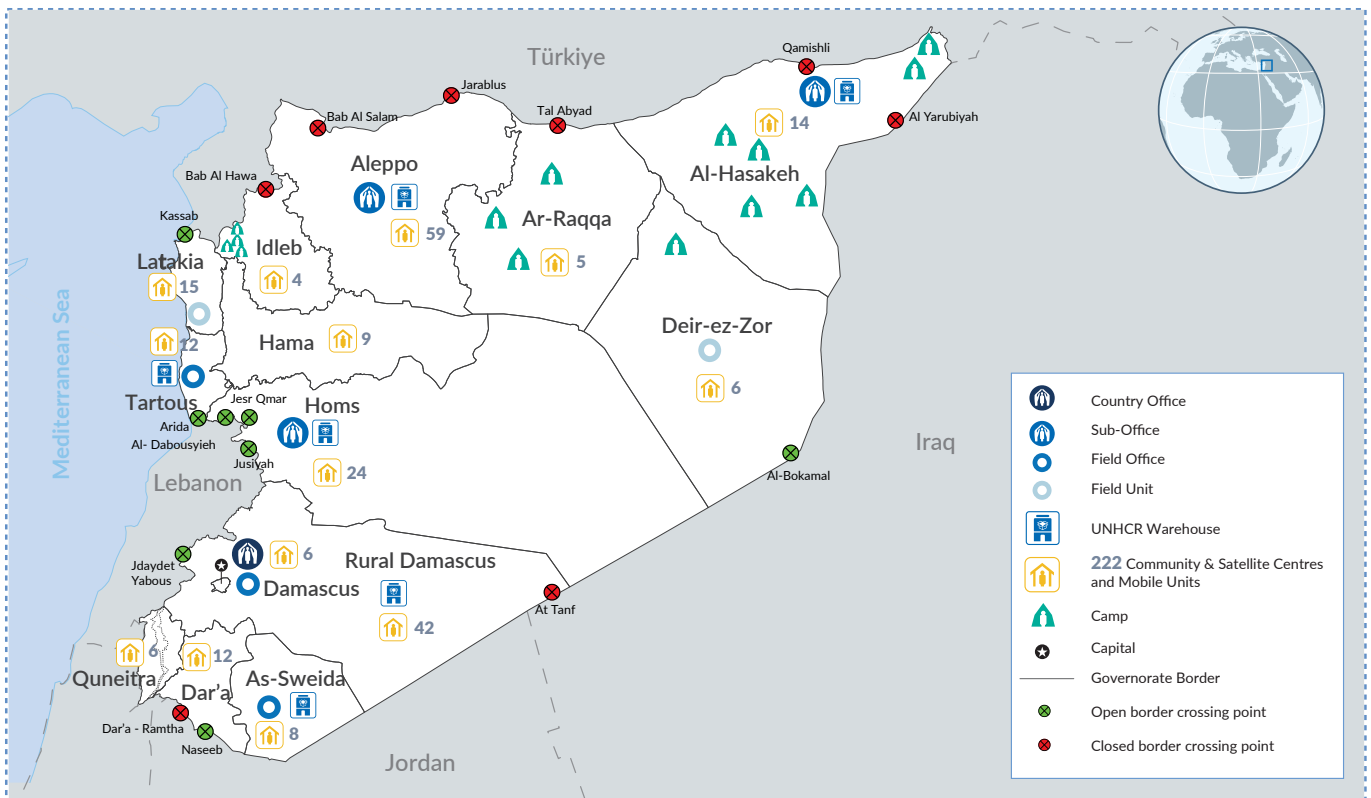 Türkiye
Qamishli
Jarablus
Tal Abyad
Bab Al Salam
Al Yarubiyah
14
Aleppo
Al-Hasakeh
Bab Al Hawa
Kassab
Ar-Raqqa
59
Idleb
Latakia
5
4
15
Mediterranean Sea
Deir-ez-Zor
Hama
9
12
6
Tartous
Jesr Qmar
Homs
Arida
Al- Dabousyieh
Jusiyah
Iraq
24
Al-Bokamal
Lebanon
6
Rural Damascus
Jdaydet
Yabous
Damascus
At Tanf
42
6
12
Quneitra
Dar'a
As-Sweida
Dar'a - Ramtha
8
Naseeb
Jordan
Country Office
Sub-Office
Field Office
Field Unit
UNHCR Warehouse
222 Community & Satellite Centres
and Mobile Units
Camp
Capital
Governorate Border
Open border crossing point
Closed border crossing point